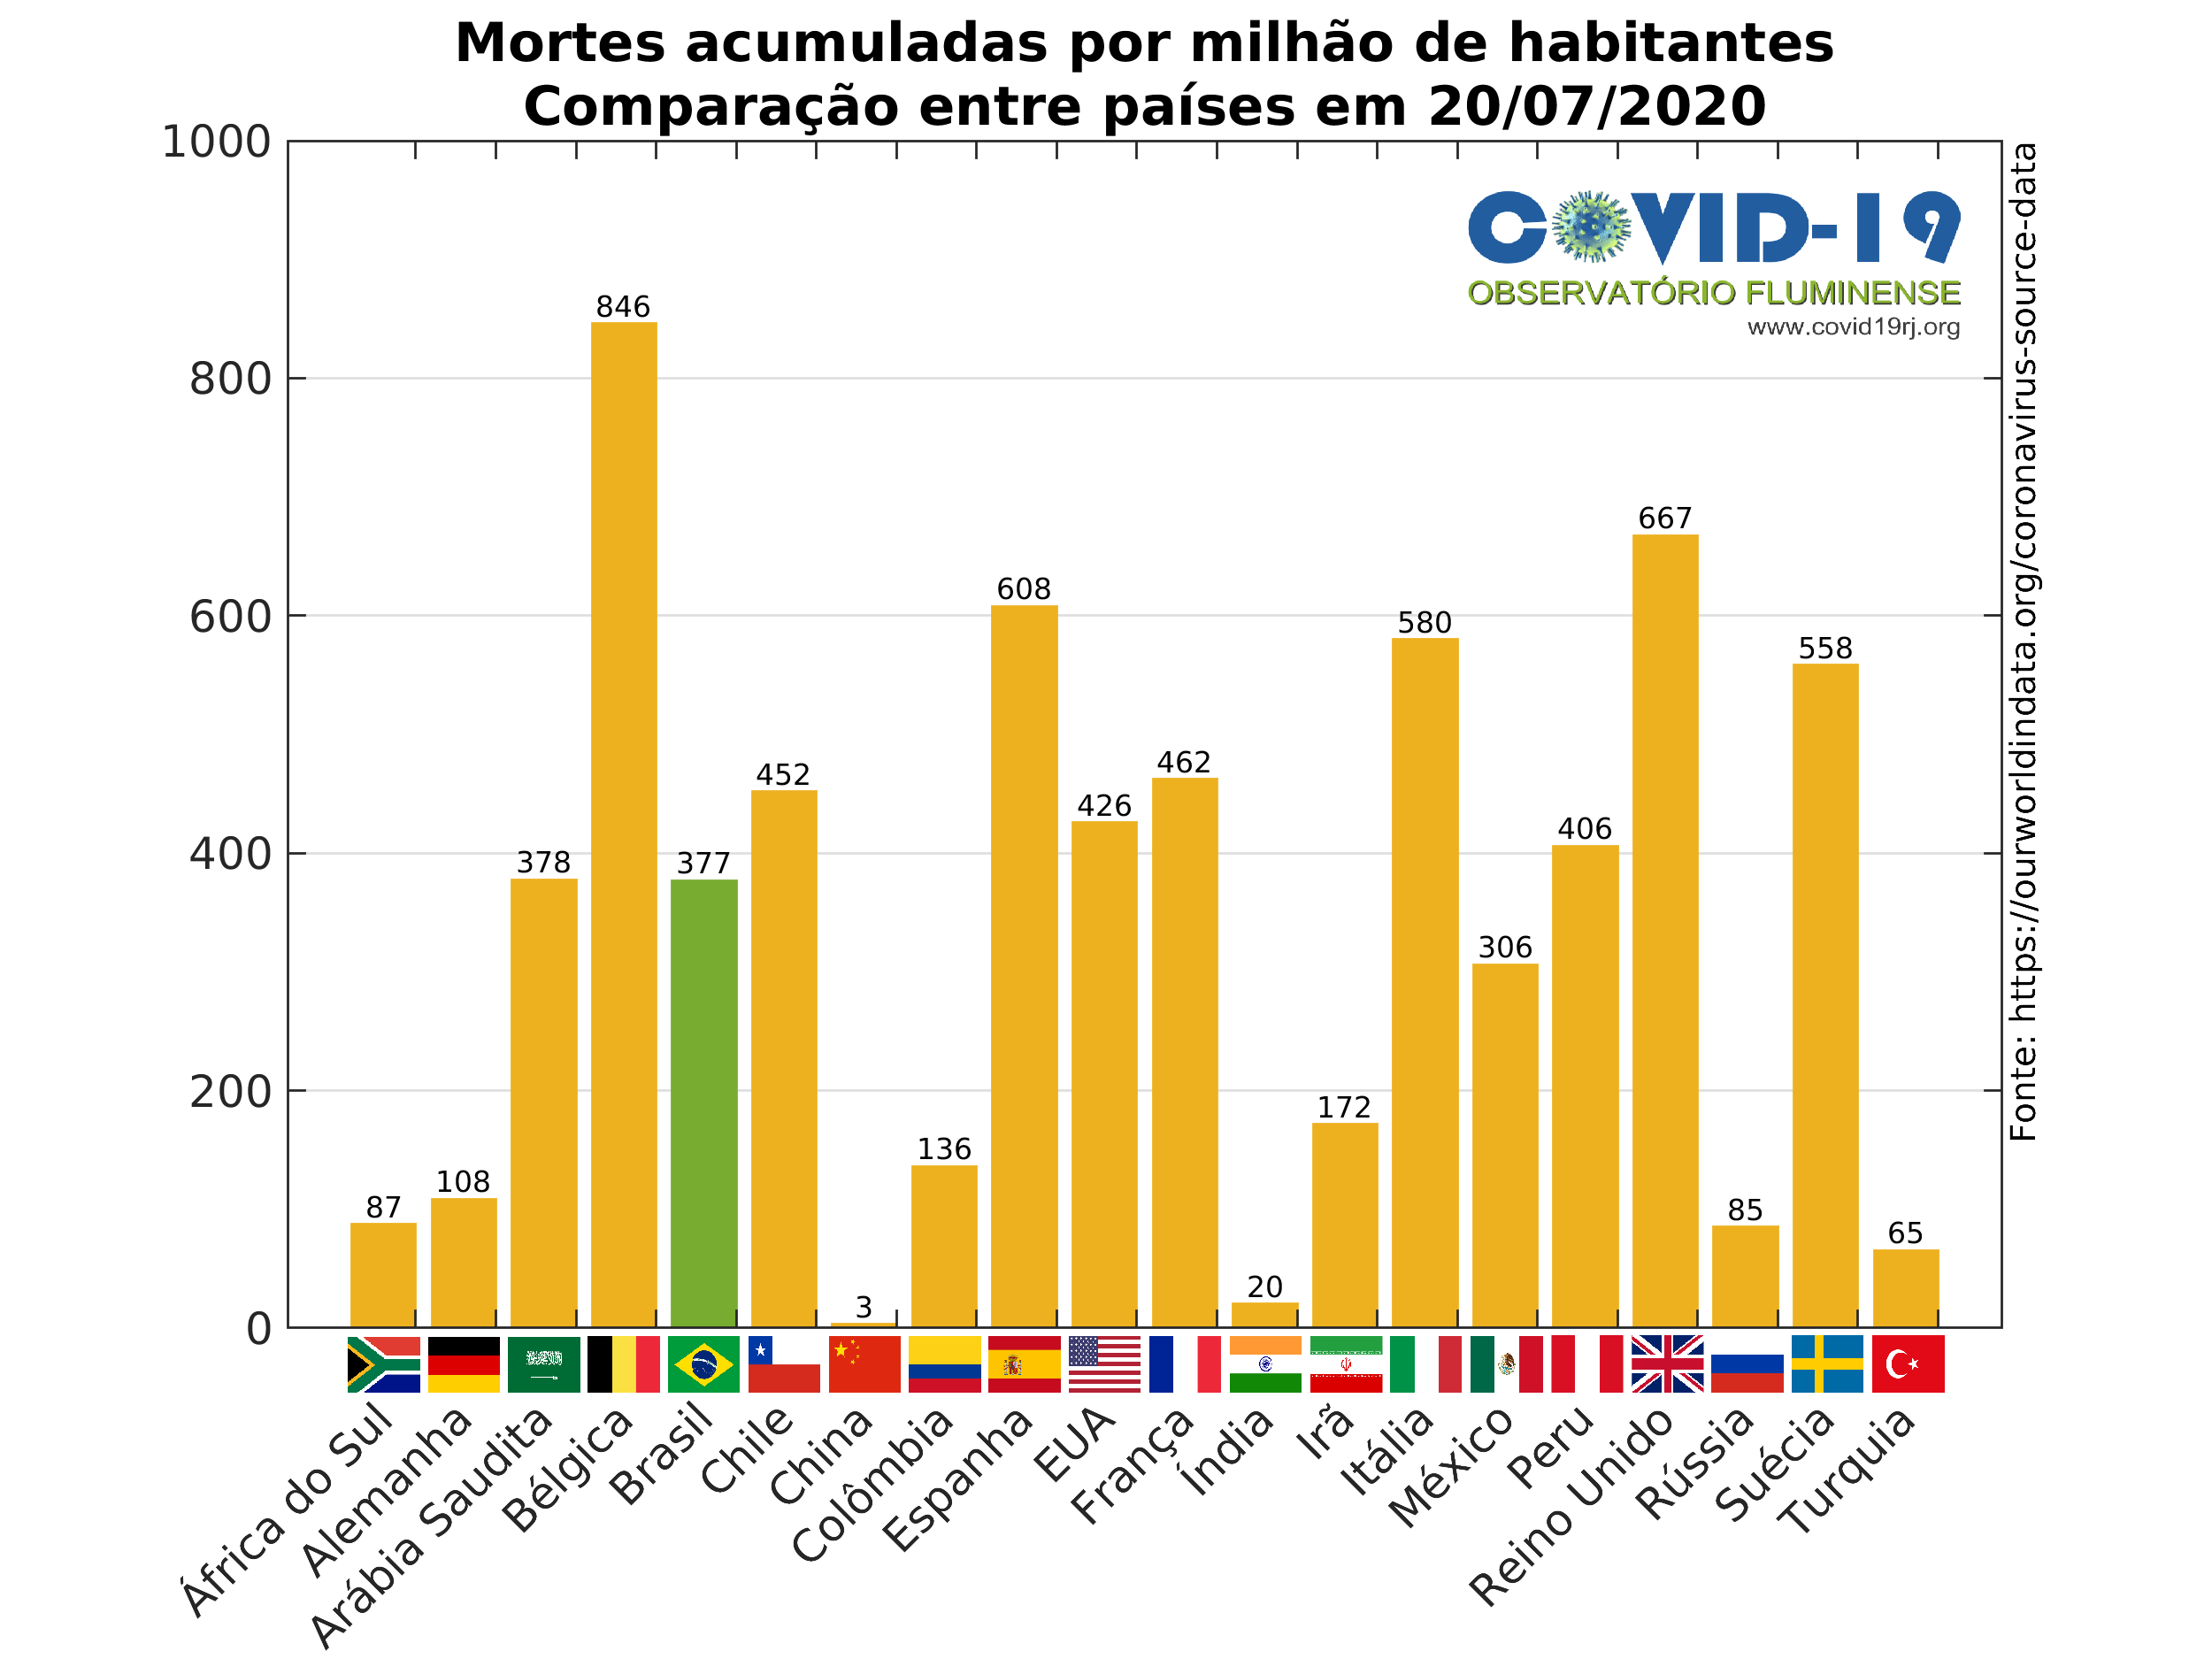 Mortes acumuladas por milhão de habitantes
Comparação entre países em 20/07/2020
1000
800
600
400
200
0
COVID-19
OBSERVATÓRIO FLUMINENSE
www.covid19rj.org
Fonte: https://ourworldindata.org/coronavirus-source-data
87
108
378
846
377
452
3
136
608
426
462
20
172
580
306
406
667
85
558
65
África do Sul
Alemanha
Arábia Saudita
Bélgica
Brasil
Chile
China
Colômbia
Espanha
EUA
França
Índia
Irã
Itália
México
Peru
Reino Unido
Rússia
Suécia
Turquia